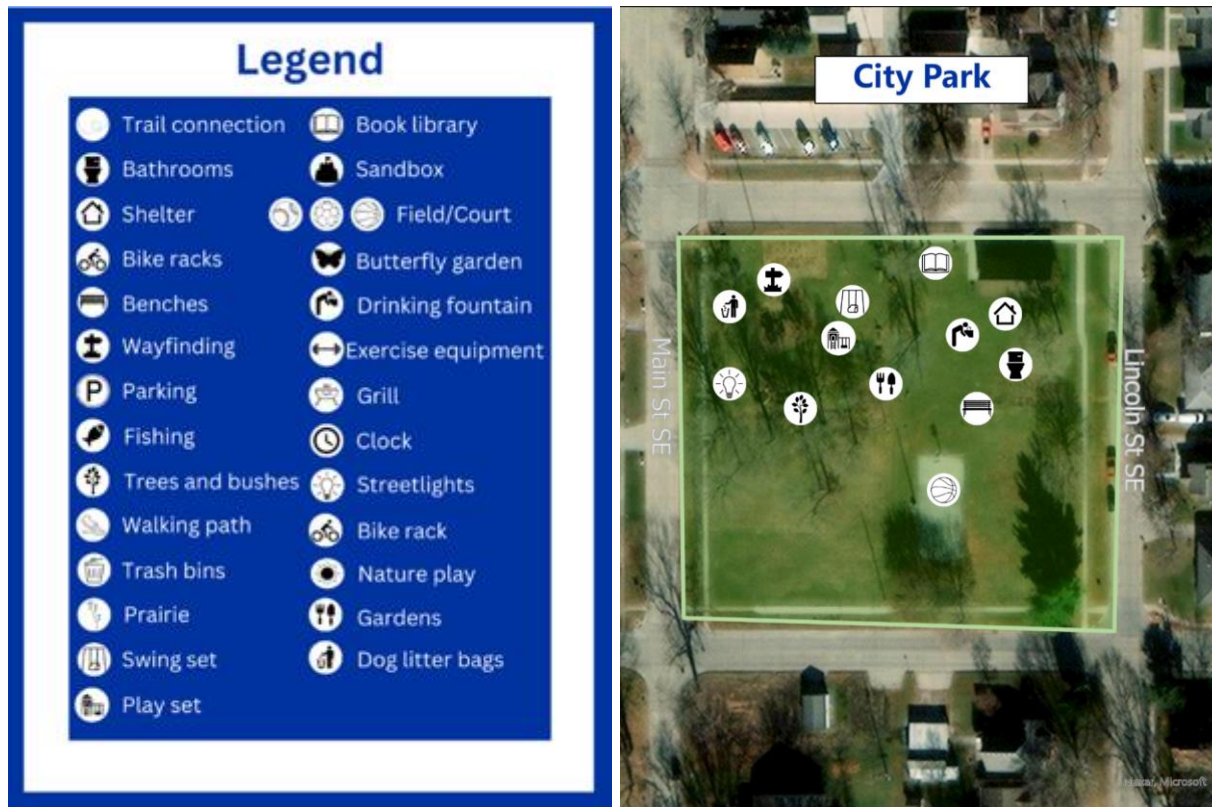 Legend
Trail connection
Bathrooms
Shelter
Bike racks
Benches
Wayfinding
P Parking
Fishing
Trees and bushes
Walking path
Trash bins
Prairie
Swing set
Play set
Book library
Sandbox
Field/Court
Butterfly garden
Drinking fountain
Exercise equipment
Grill
Clock
Streetlights
Bike rack
Nature play
Gardens
Dog litter bags
City Park
Main St SE
Lincoln St SE
Microsoft